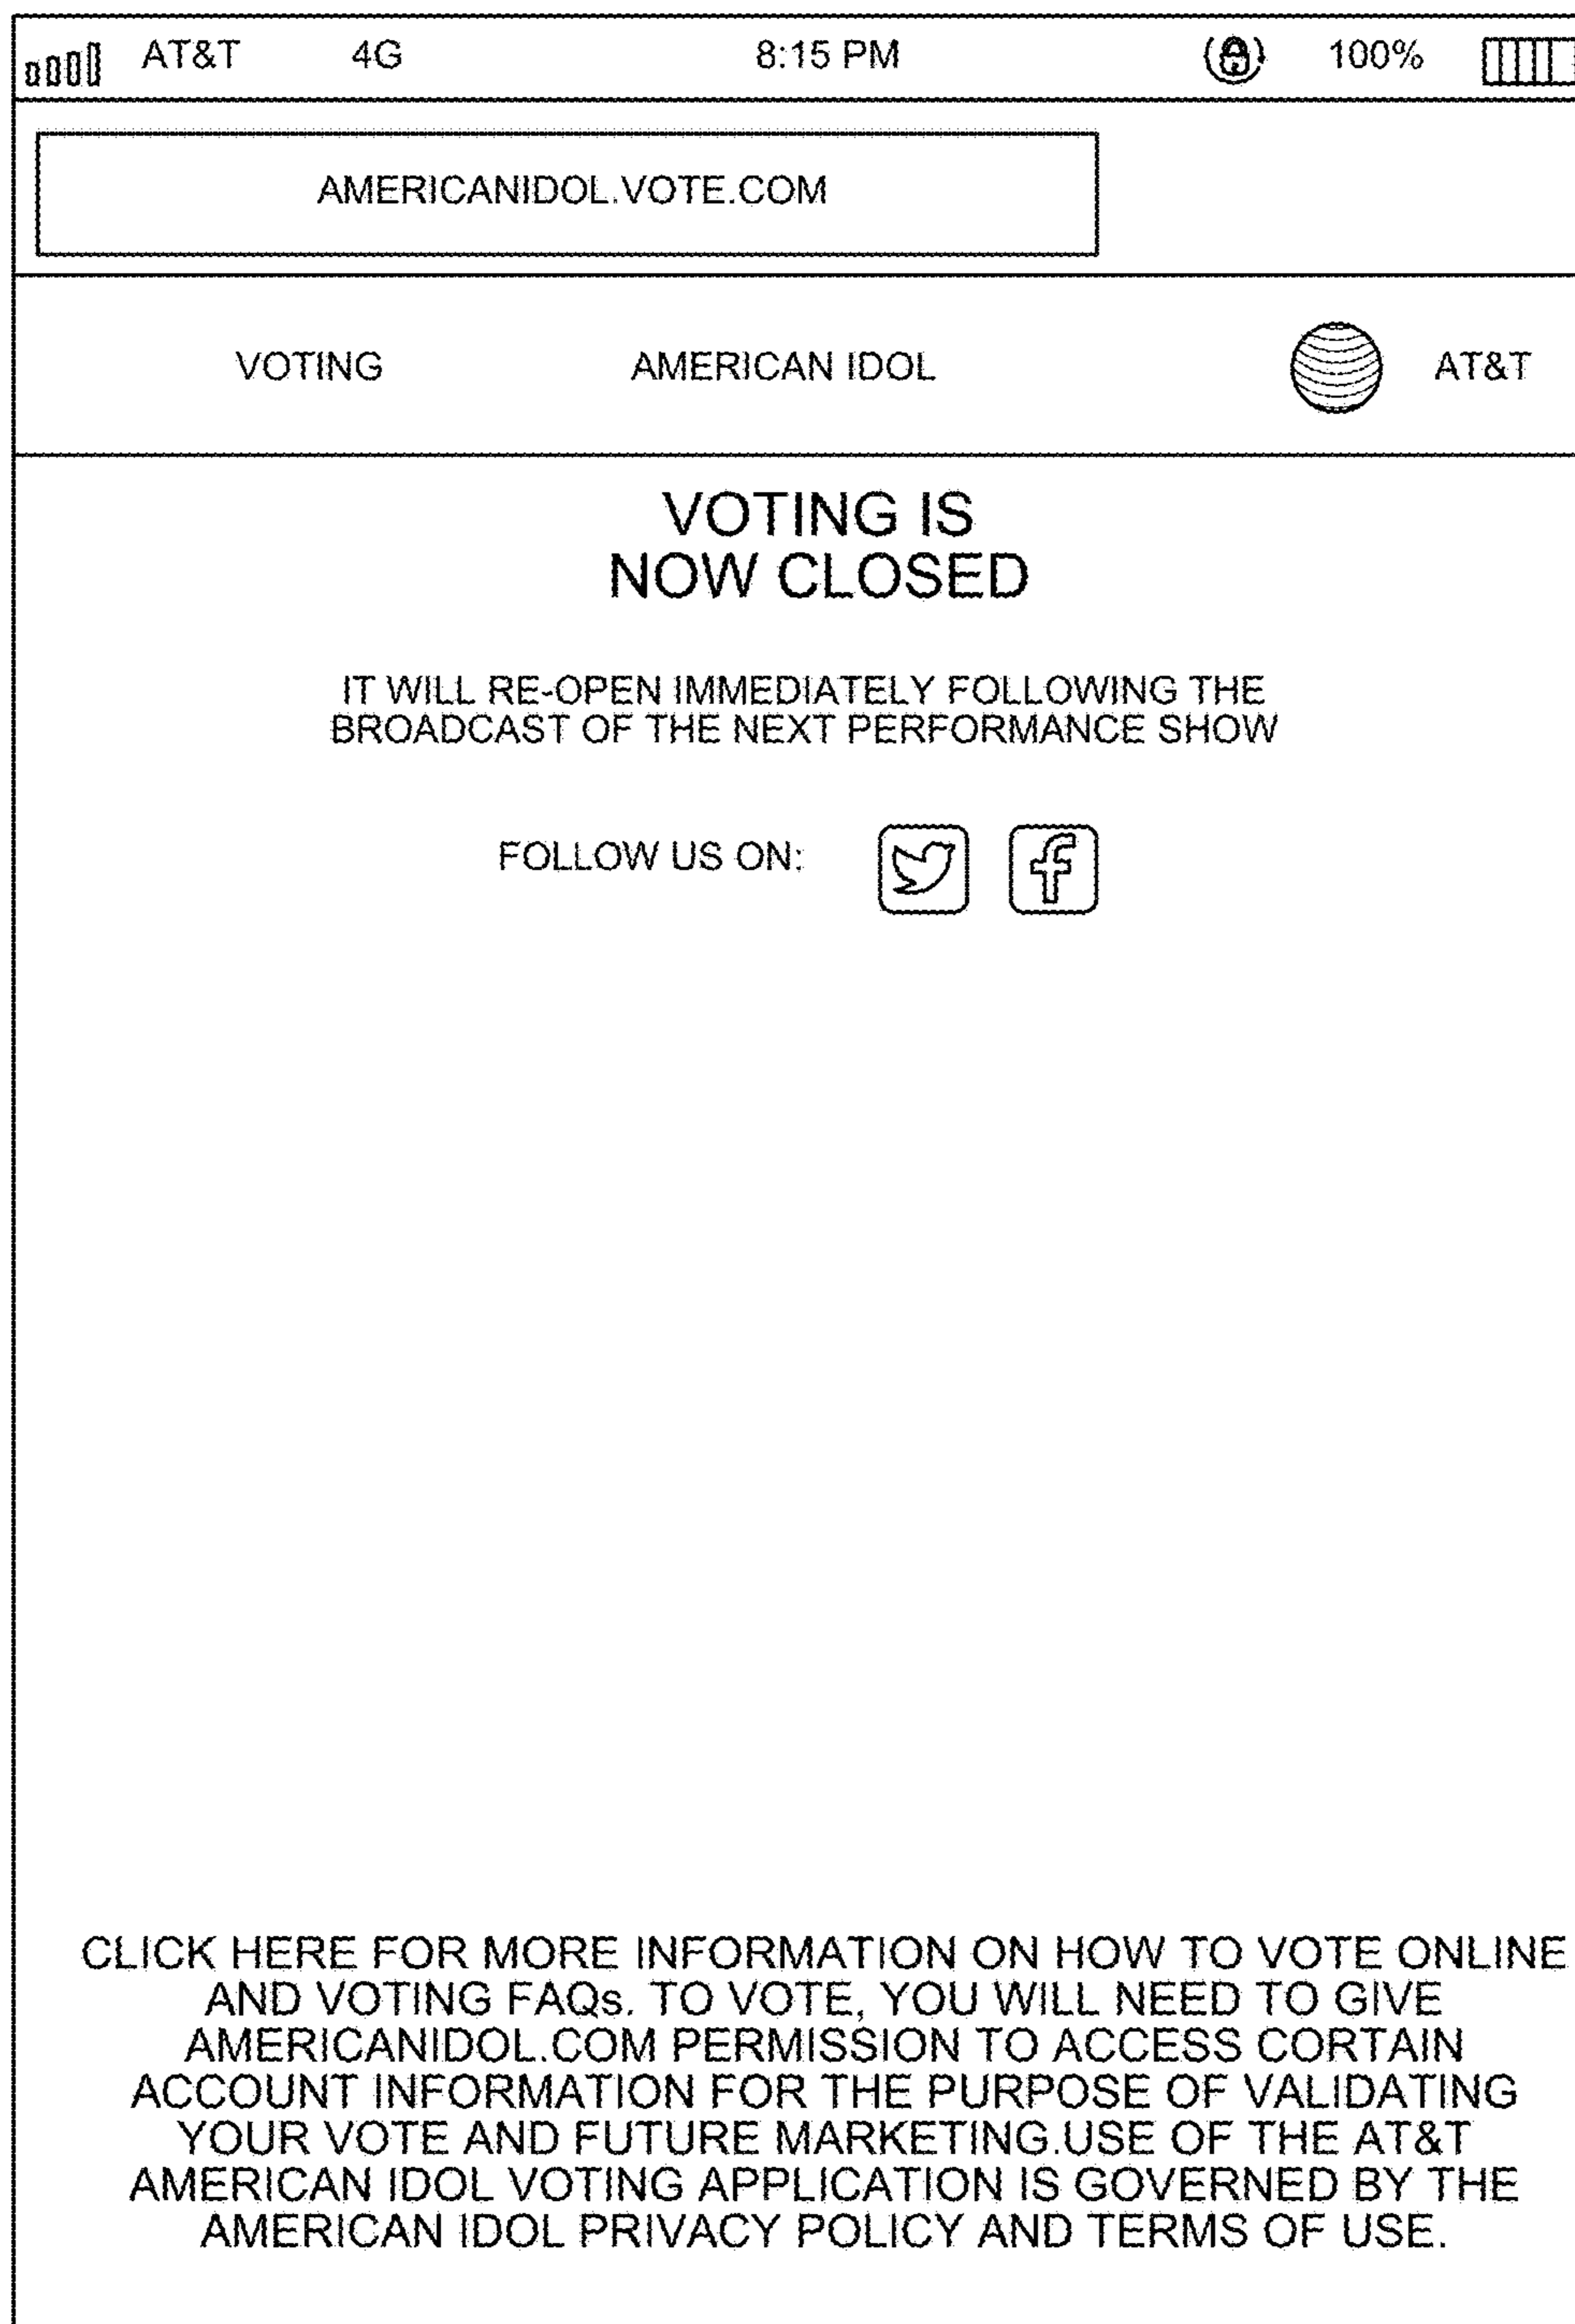 AT&T 4G 8:15 PM 100%
AMERICANIDOL.VOTE.COM
VOTING AMERICAN IDOL AT&T
VOTING IS
NOW CLOSED
IT WILL RE-OPEN IMMEDIATELY FOLLOWING THE
BROADCAST OF THE NEXT PERFORMANCE SHOW
FOLLOW US ON:
CLICK HERE FOR MORE INFORMATION ON HOW TO VOTE ONLINE
AND VOTING FAQs. TO VOTE, YOU WILL NEED TO GIVE
AMERICANIDOL.COM PERMISSION TO ACCESS CORTAIN
ACCOUNT INFORMATION FOR THE PURPOSE OF VALIDATING
YOUR VOTE AND FUTURE MARKETING.USE OF THE AT&T
AMERICAN IDOL VOTING APPLICATION IS GOVERNED BY THE
AMERICAN IDOL PRIVACY POLICY AND TERMS OF USE.